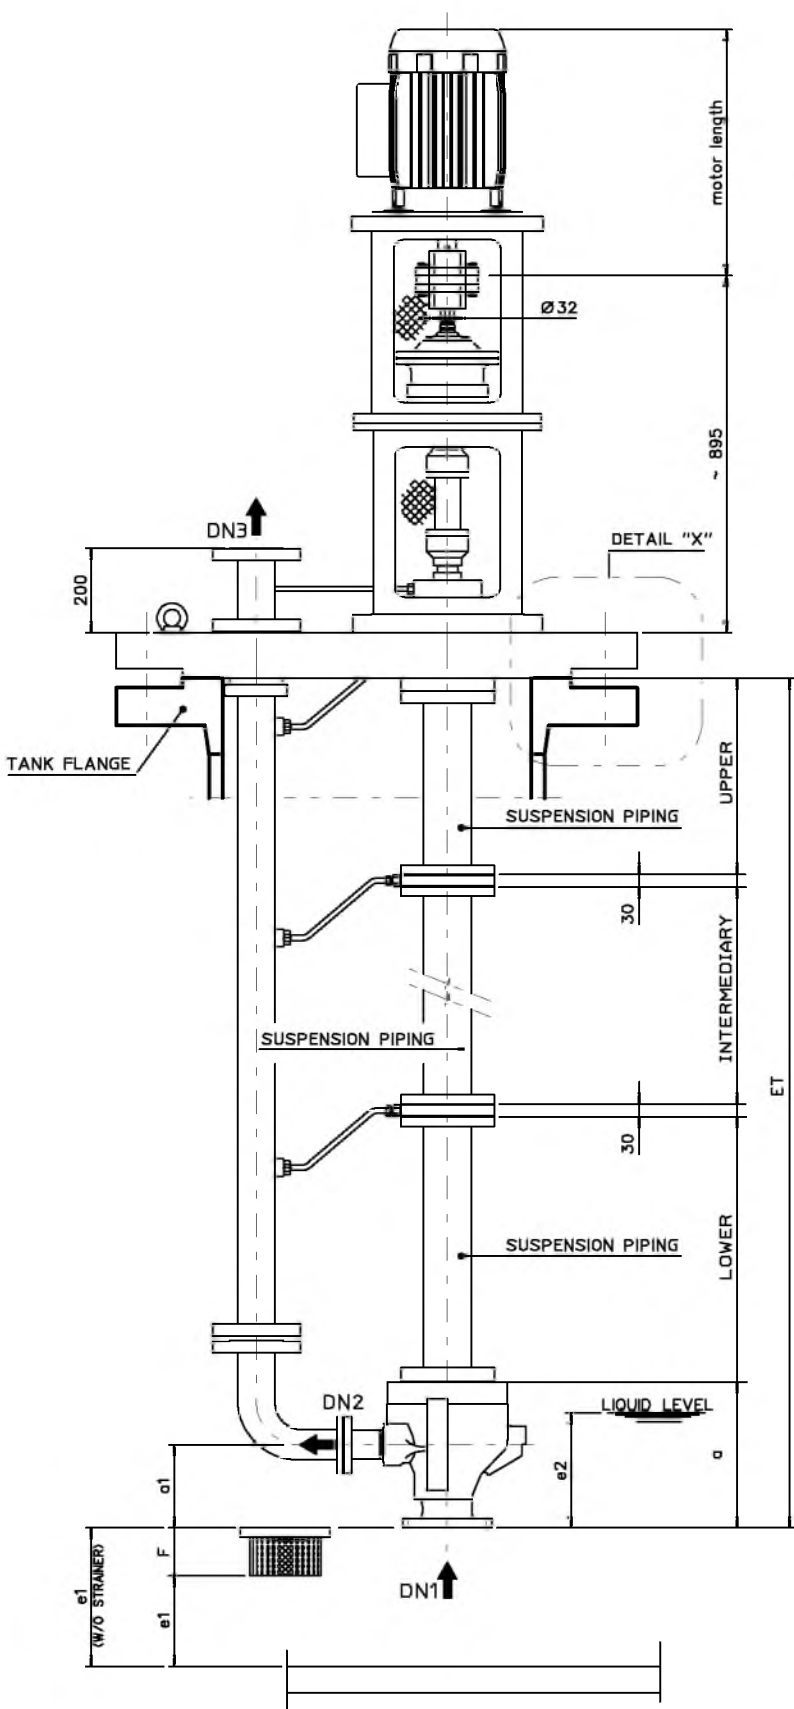 motor length
Ø32
~ 895
DN3
DETAIL "X"
200
TANK FLANGE
UPPER
SUSPENSION PIPING
30
INTERMEDIARY
SUSPENSION PIPING
ET
30
SUSPENSION PIPING
LOWER
DN2
LIQUID LEVEL
a1
e2
a
F
e1
(W/O STRAINER)
e1
DN1